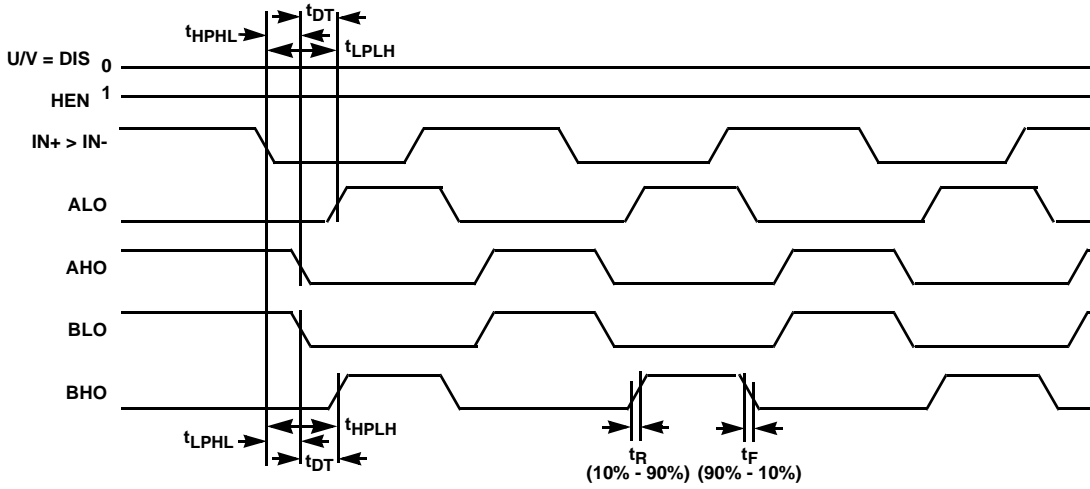 tDT
tHPHL
tLPLH
U/V = DIS 0
HEN 1
IN+ > IN-
ALO
AHO
BLO
BHO
tHPLH
tLPHL
tDT
tR
(10% - 90%)
tF
(90% - 10%)